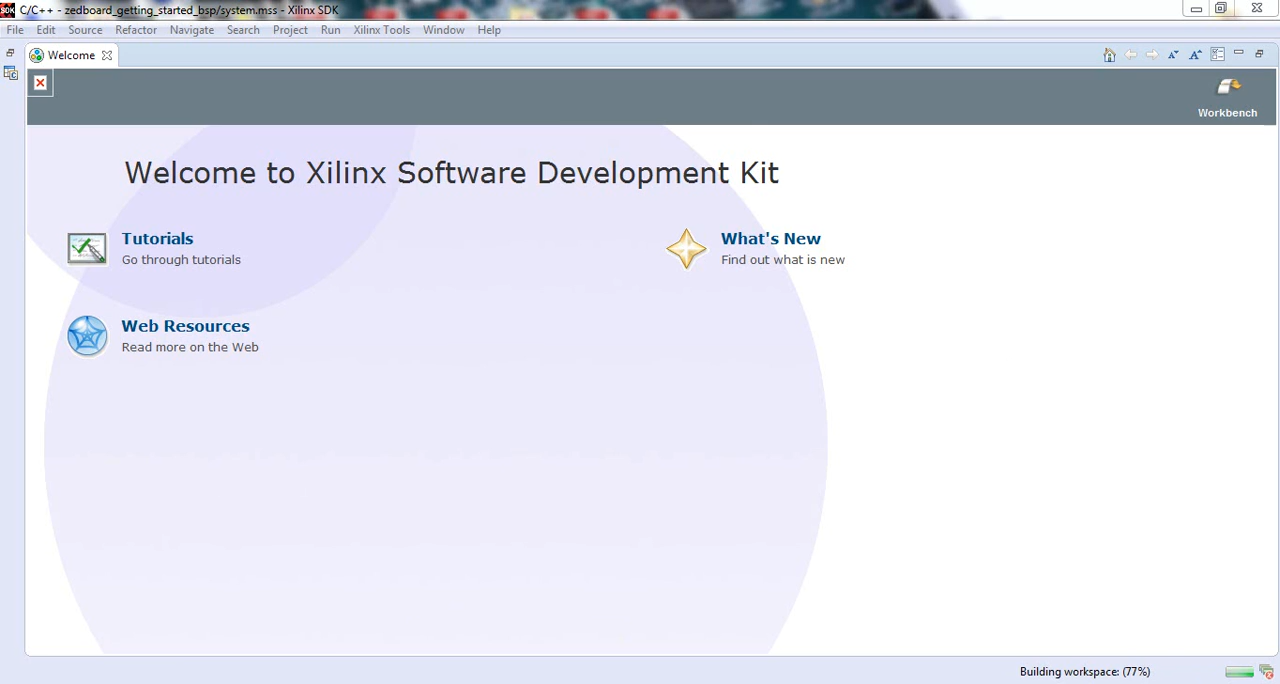 SDK C/C++ - zedboard_getting_started_bsp/system.mss - Xilinx SDK
File Edit Source Refactor Navigate Search Project Run Xilinx Tools Window Help
Welcome
Workbench
Welcome to Xilinx Software Development Kit
Tutorials
Go through tutorials
What's New
Find out what is new
Web Resources
Read more on the Web
Building workspace: (77%)